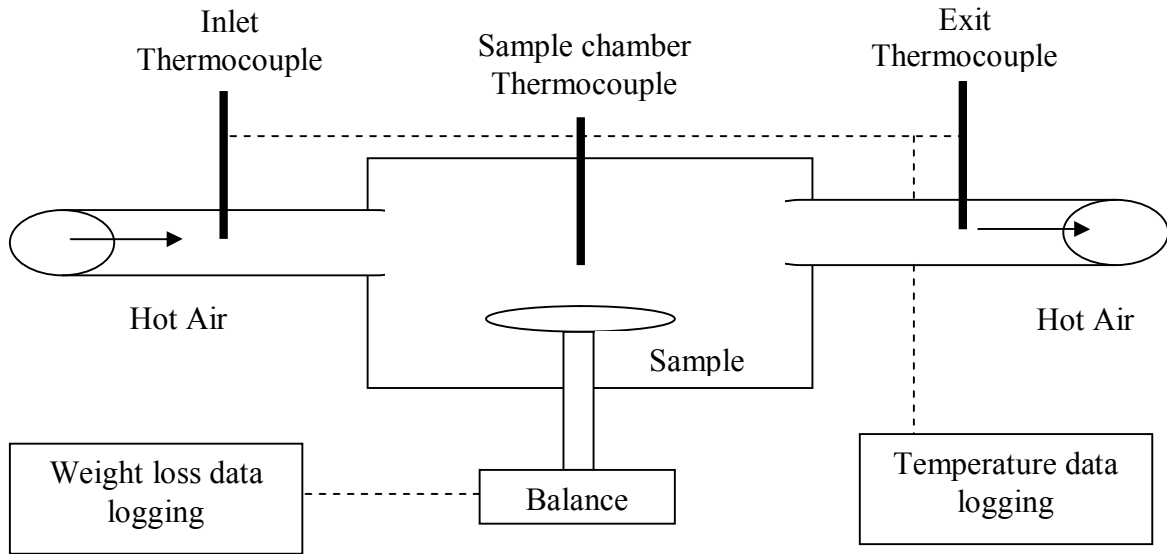 Inlet
Thermocouple
Sample chamber
Thermocouple
Exit
Thermocouple
Hot Air
Hot Air
Sample
Weight loss data
logging
Balance
Temperature data
logging